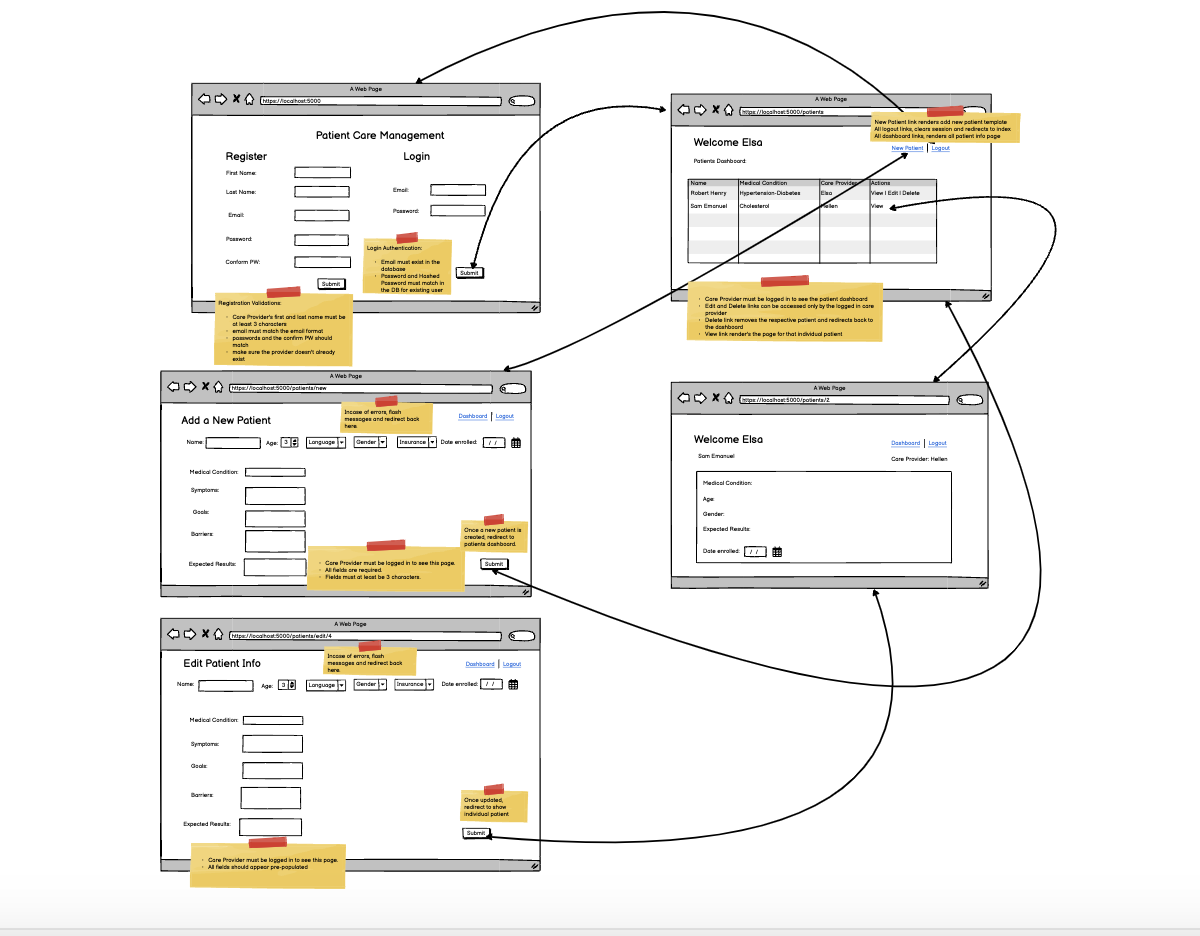 A Web Page
https://localhost:5000
Patient Care Management
Register
Login
First Name:
Last Name:
Email:
Password:
Conform PW:
Submit
Email:
Password:
Submit
Login Authentication:
Email must exist in the
database
Password and Hashed
Password must match in
the DB for existing user
Registration Validations:
Care Provider's first and last name must be
at least 3 characters
email must match the email format
passwords and the confirm PW should
match
make sure the provider doesn't already
exist
A Web Page
https://localhost:5000/patients
New Patient link renders add new patient template
All logout links, clears session and redirects to index
All dashboard links, renders all patient info page
Welcome Elsa
New Patient | Logout
Patients Dashboard:
Name Medical Condition Care Provider Actions
Robert Henry Hypertension-Diabetes Elsa View | Edit | Delete
Sam Emanuel Cholesterol Hellen View
Care Provider must be logged in to see the patient dashboard
Edit and Delete links can be accessed only by the logged in care
provider
Delete link removes the respective patient and redirects back to
the dashboard
View link render's the page for that individual patient
A Web Page
https://localhost:5000/patients/new
Incase of errors, flash
messages and redirect back
here.
Add a New Patient
Dashboard | Logout
Name: Age: 3 Language Gender Insurance Date enrolled: / /
Medical Condition:
Symptoms:
Goals:
Barriers:
Expected Results:
Once a new patient is
created, redirect to
patients dashboard.
Submit
Care Provider must be logged in to see this page.
All fields are required.
Fields must at least be 3 characters.
A Web Page
https://localhost:5000/patients/2
Welcome Elsa
Dashboard | Logout
Sam Emanuel
Care Provider: Hellen
Medical Condition:
Age:
Gender:
Expected Results:
Date enrolled: / /
A Web Page
https://localhost:5000/patients/edit/4
Incase of errors, flash
messages and redirect back
here.
Edit Patient Info
Dashboard | Logout
Name: Age: 3 Language Gender Insurance Date enrolled: / /
Medical Condition:
Symptoms:
Goals:
Barriers:
Expected Results:
Once updated,
redirect to show
individual patient
Submit
Care Provider must be logged in to see this page.
All fields should appear pre-populated